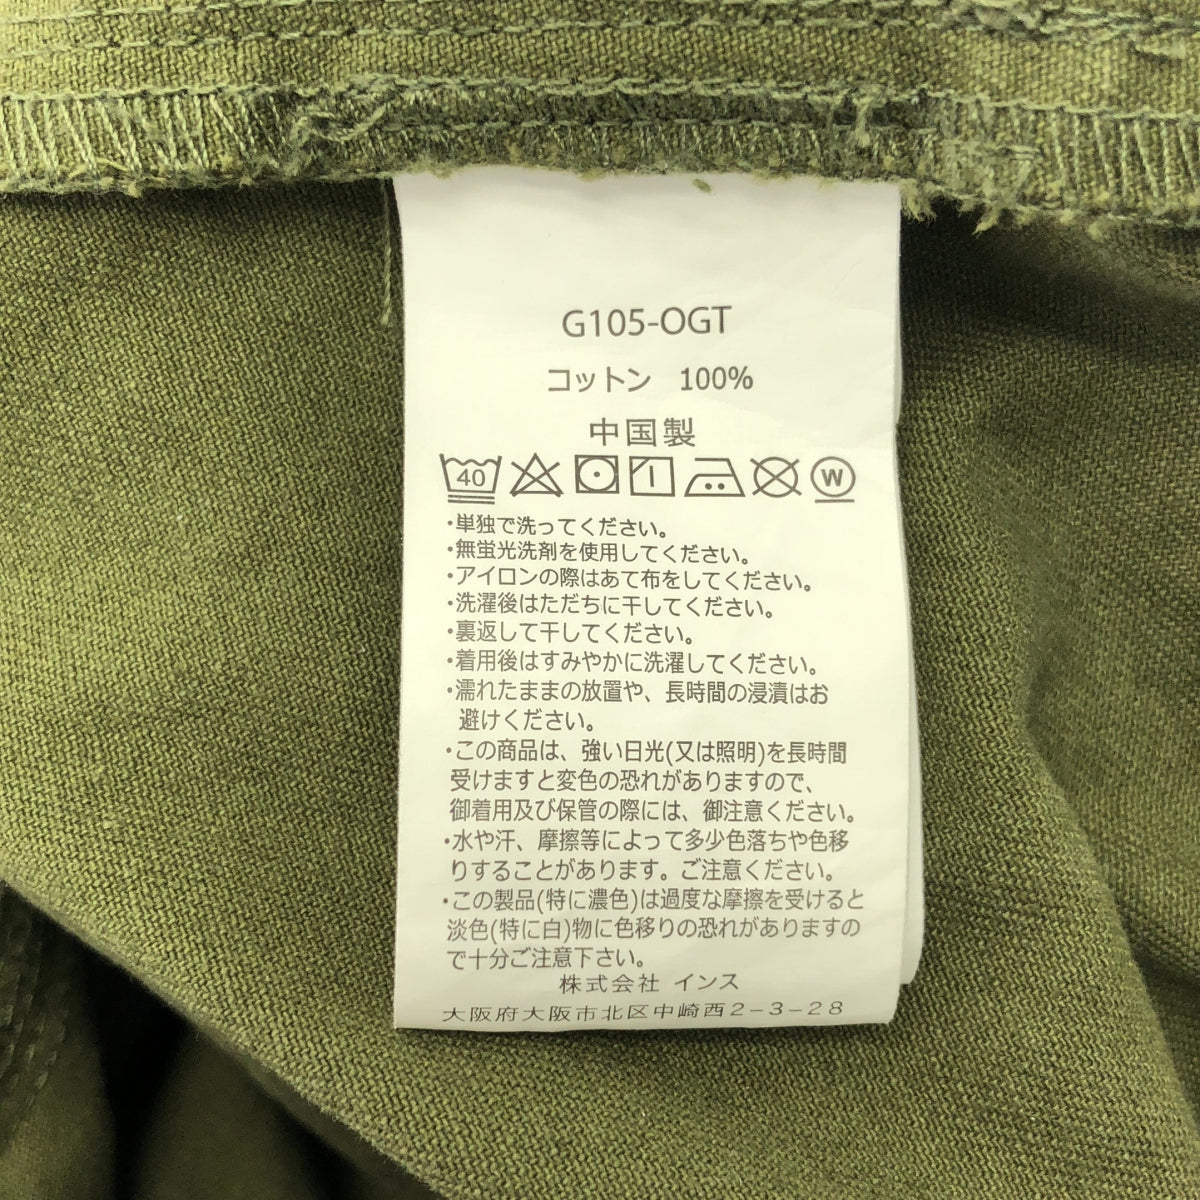 G105-OGT
コットン 100%
中国製
40 W
・単独で洗ってください。
・無蛍光洗剤を使用してください。
・アイロンの際はあて布をしてください。
・洗濯後はただちに干してください。
・裏返して干してください。
・着用後はすみやかに洗濯してください。
・濡れたままの放置や、長時間の浸漬はお
避けください。
・この商品は、強い日光(又は照明)を長時間
受けますと変色の恐れがありますので、
御着用及び保管の際には、御注意ください。
・水や汗、摩擦等によって多少色落ちや色移
りすることがあります。ご注意ください。
・この製品(特に濃色)は過度な摩擦を受けると
淡色(特に白)物に色移りの恐れがありますの
で十分ご注意下さい。
株式会社 インス
大阪府大阪市北区中崎西2-3-28